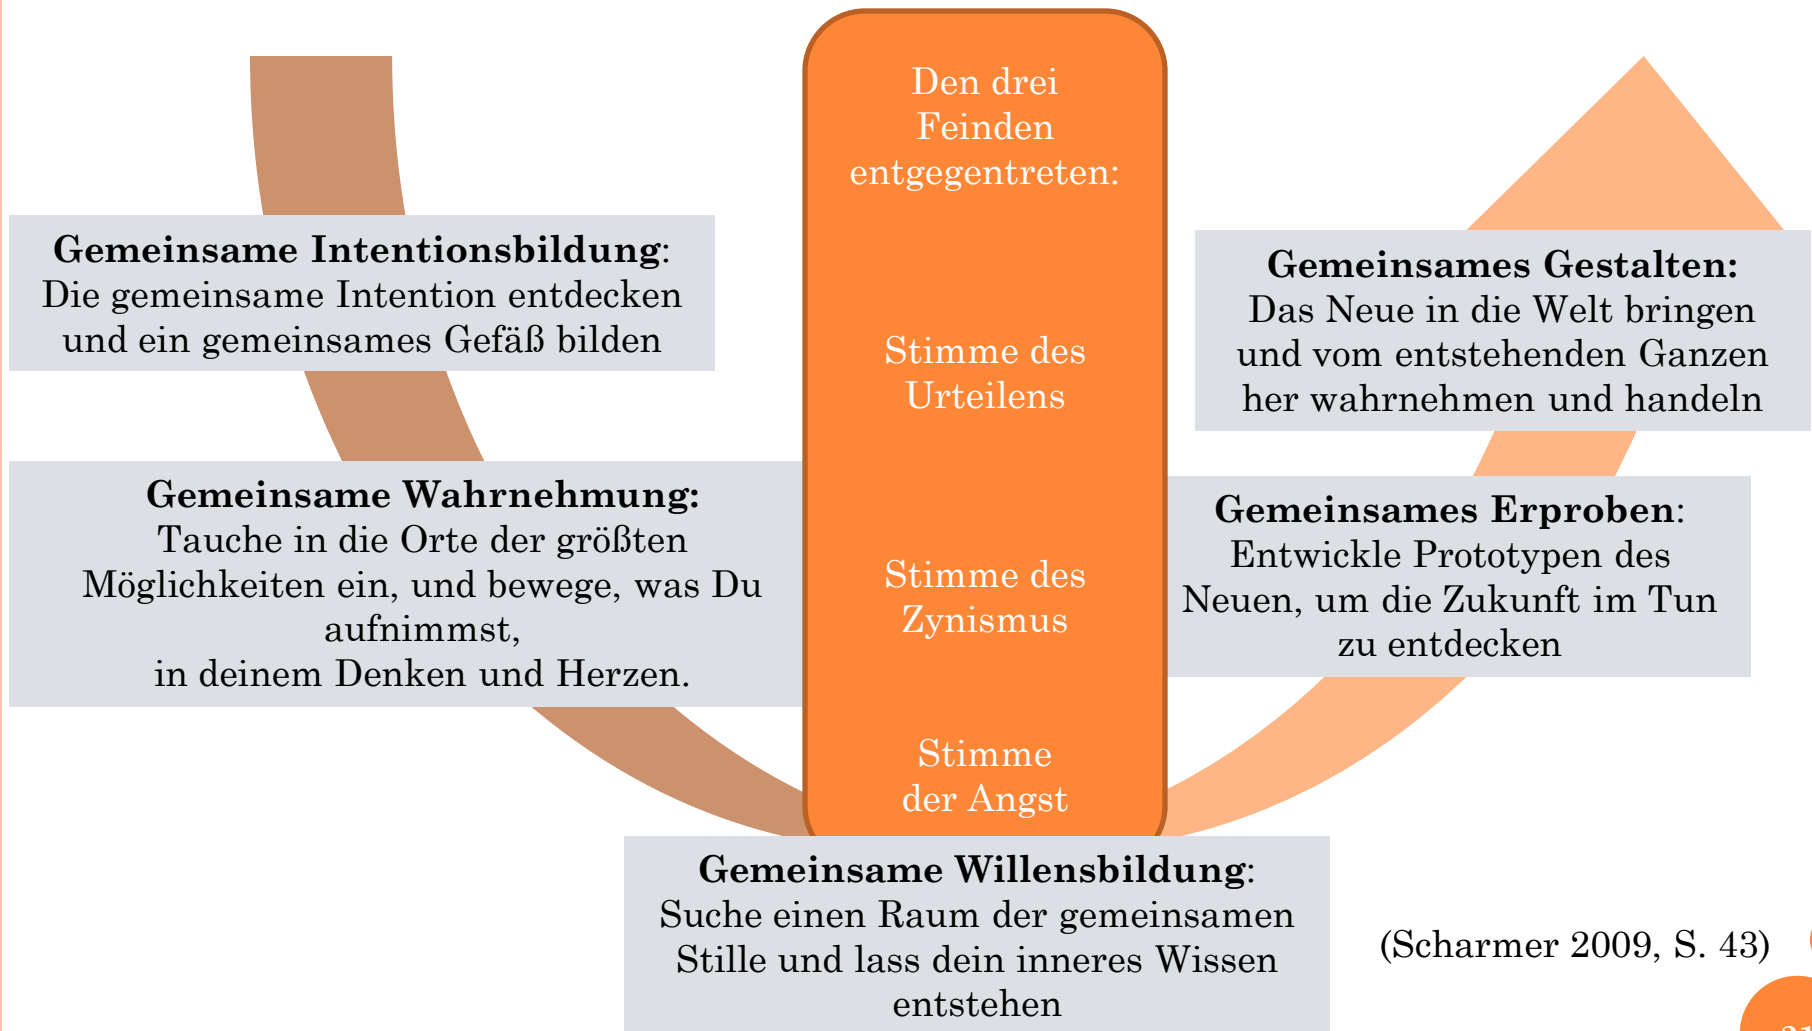 Den drei
Feinden
entgegentreten:
Stimme des
Urteilens
Stimme des
Zynismus
Stimme
der Angst
Gemeinsame Intentionsbildung:
Die gemeinsame Intention entdecken
und ein gemeinsames Gefäß bilden
Gemeinsame Wahrnehmung:
Tauche in die Orte der größten
Möglichkeiten ein, und bewege, was Du
aufnimmst,
in deinem Denken und Herzen.
Gemeinsame Willensbildung:
Suche einen Raum der gemeinsamen
Stille und lass dein inneres Wissen
entstehen
Gemeinsames Erproben:
Entwickle Prototypen des
Neuen, um die Zukunft im Tun
zu entdecken
Gemeinsames Gestalten:
Das Neue in die Welt bringen
und vom entstehenden Ganzen
her wahrnehmen und handeln
(Scharmer 2009, S. 43)